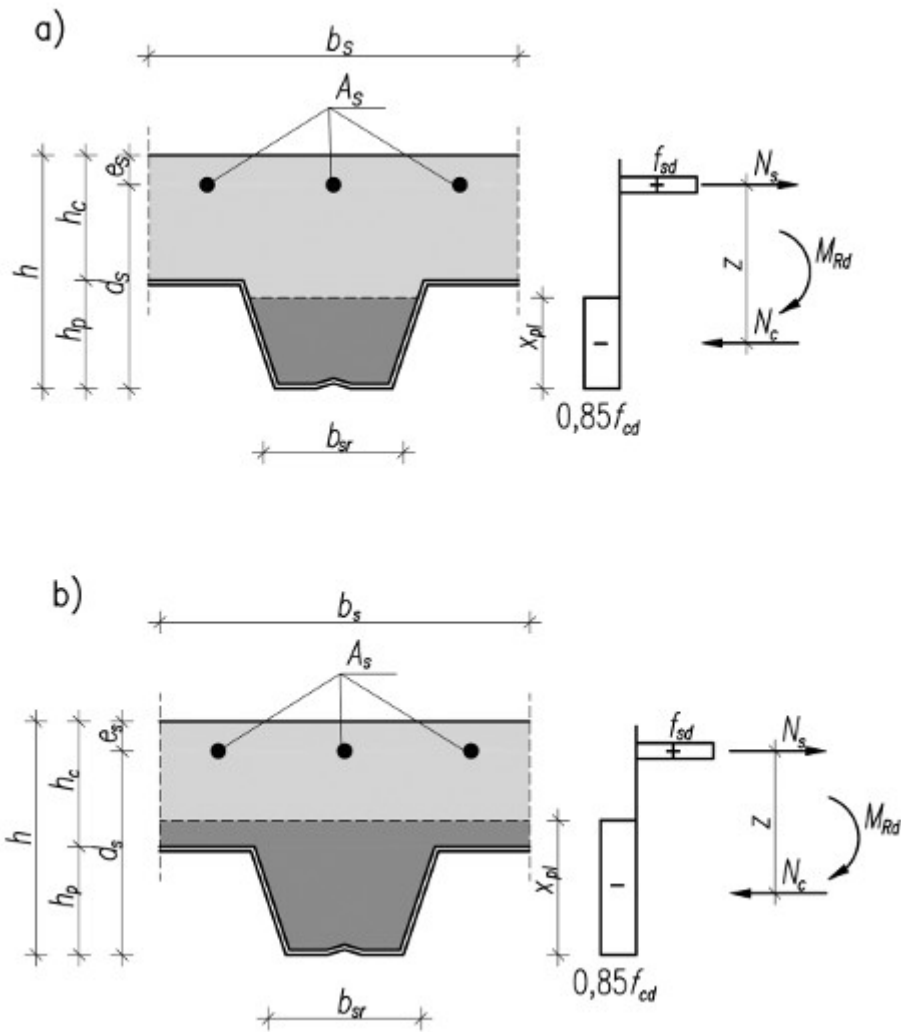 a)
b_s
A_s
e_s
h_c
h
d_s
h_p
b_sr
x_pl
f_sd
N_s
z
M_Rd
N_c
0,85f_cd
b)
b_s
A_s
e_s
h_c
h
d_s
h_p
b_sr
x_pl
f_sd
N_s
z
M_Rd
N_c
0,85f_cd